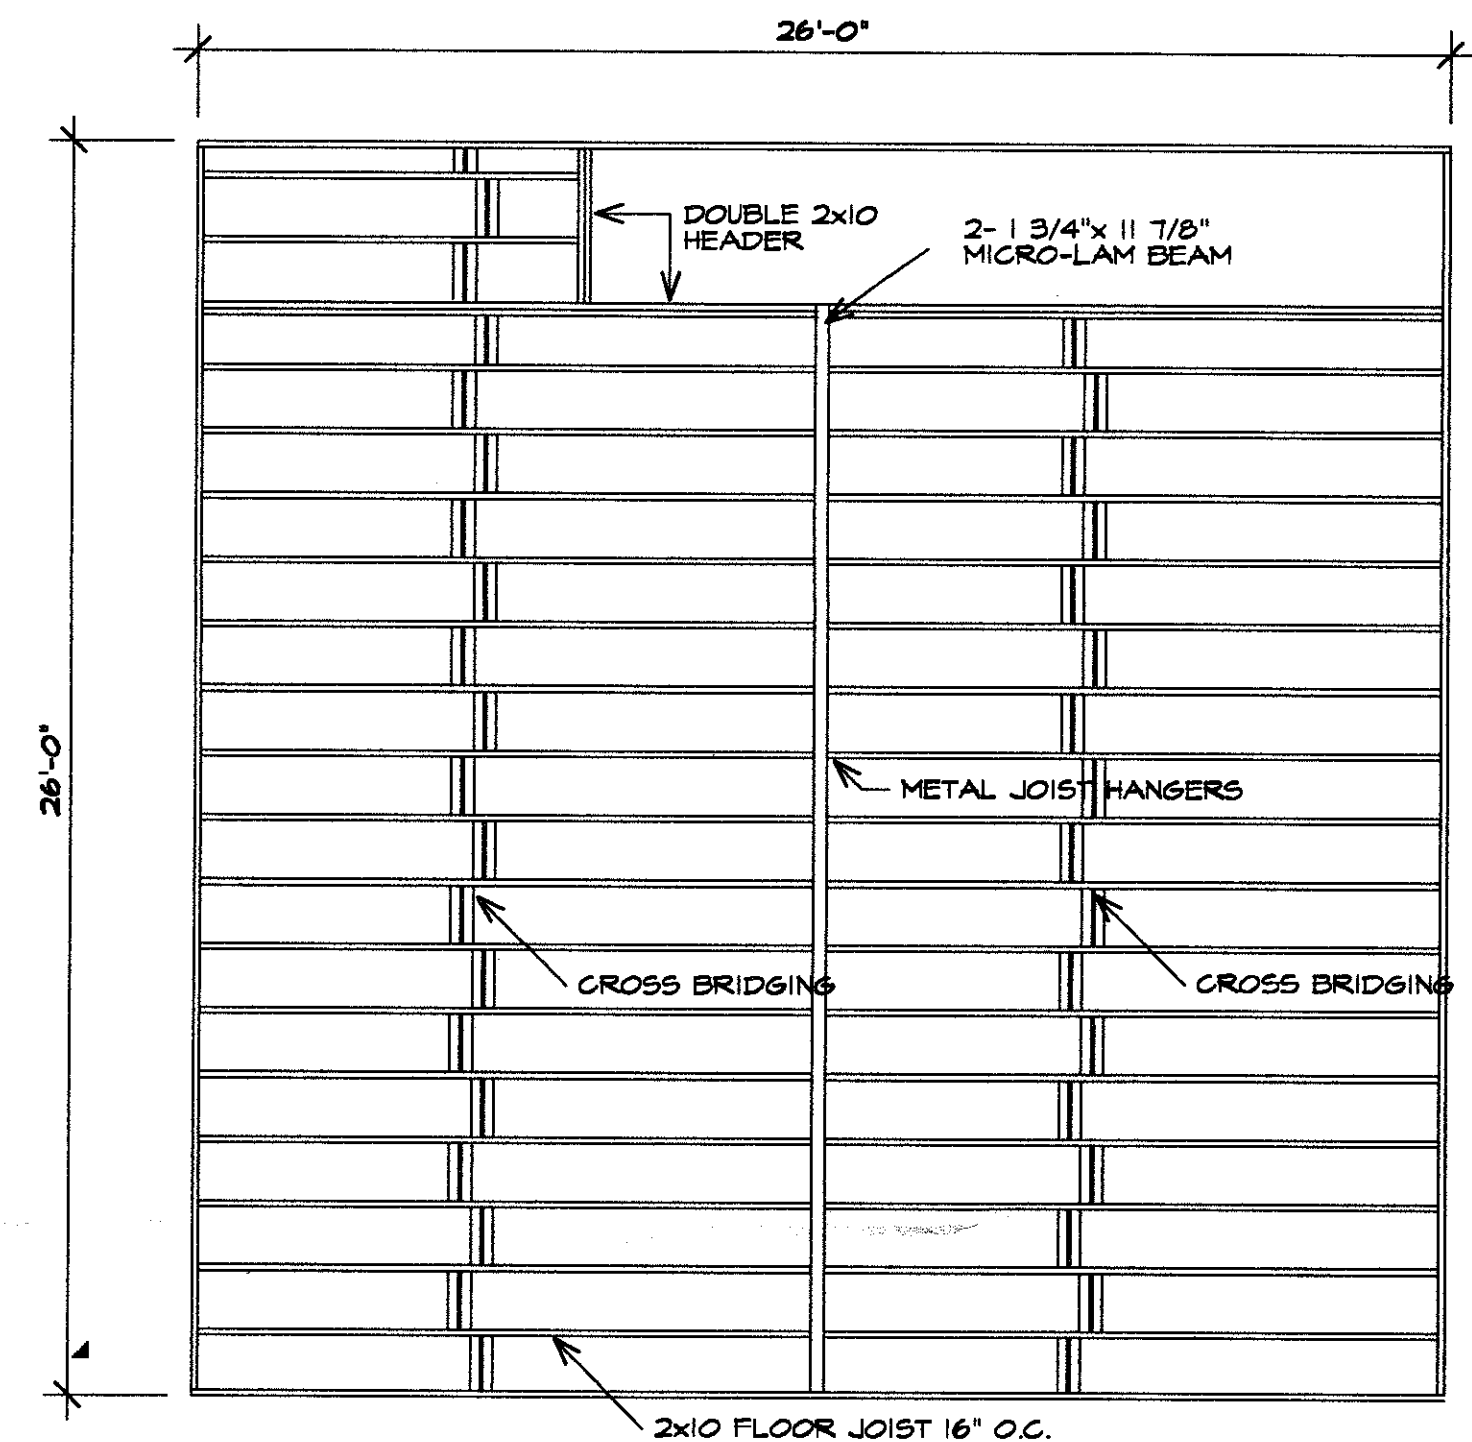 26'-0"
DOUBLE 2x10
HEADER
2- 1 3/4"x 11 7/8"
MICRO-LAM BEAM
26'-0"
METAL JOIST HANGERS
CROSS BRIDGING
CROSS BRIDGING
2x10 FLOOR JOIST 16" O.C.